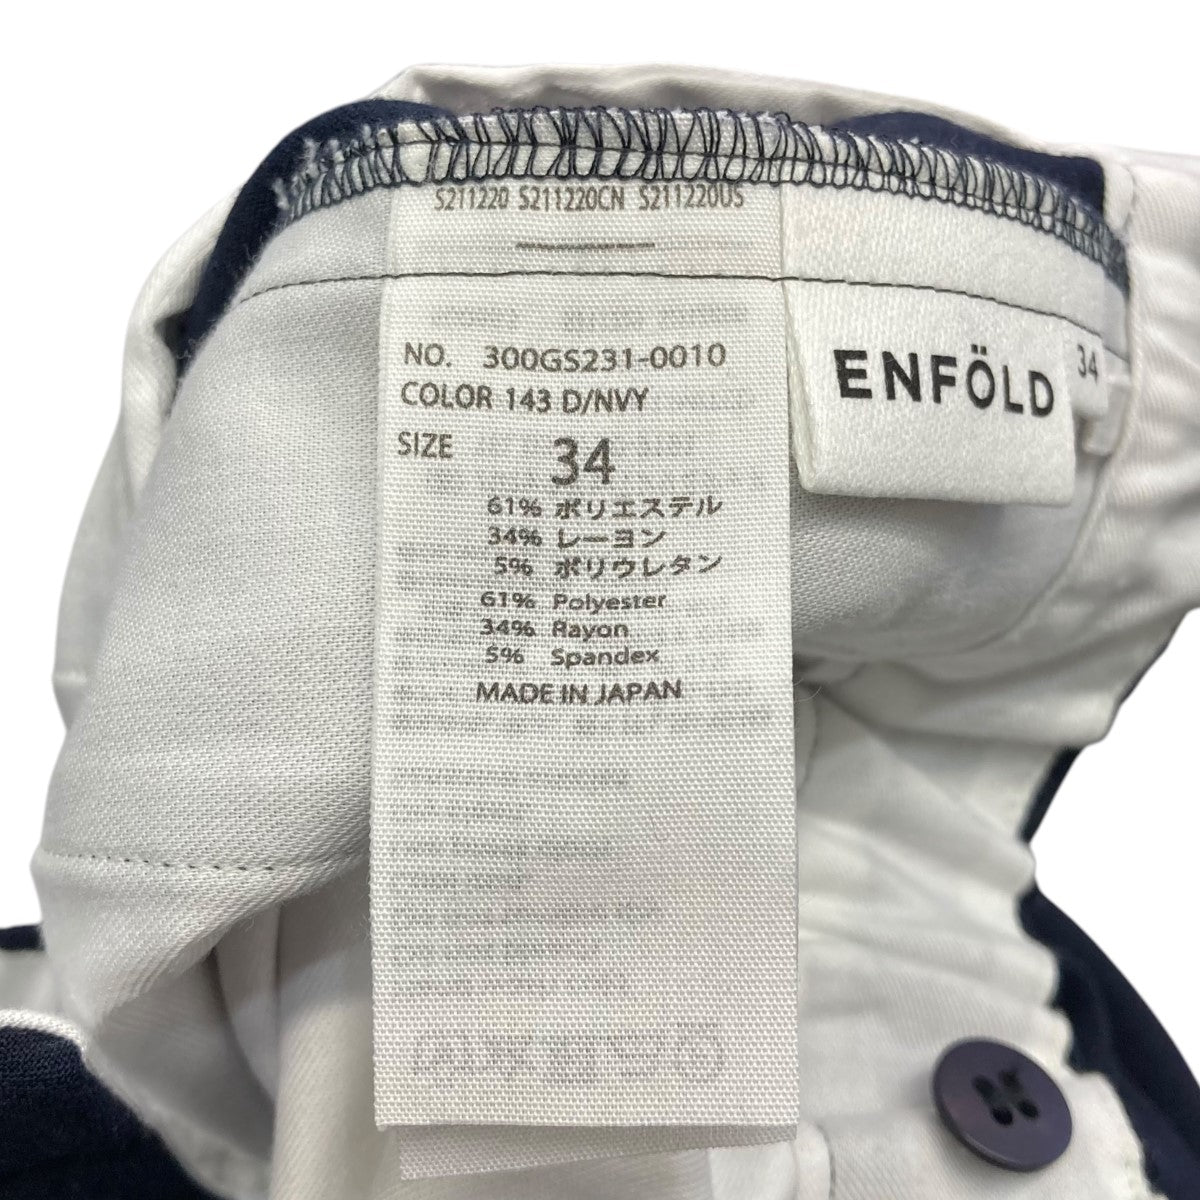 S211220 S211220CN S211220US
NO. 300GS231-0010
COLOR 143 D/NVY
SIZE 34
61% ポリエステル
34% レーヨン
5% ポリウレタン
61% Polyester
34% Rayon
5% Spandex
MADE IN JAPAN
ENFÖLD
34